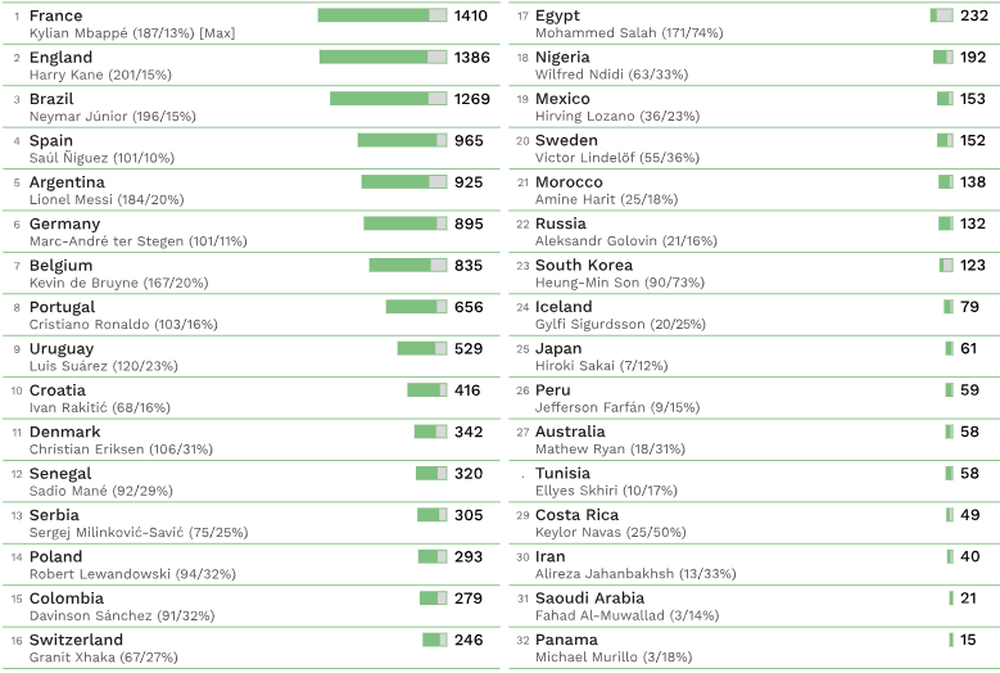 1 France 1410
Kylian Mbappé (187/13%) [Max]
2 England 1386
Harry Kane (201/15%)
3 Brazil 1269
Neymar Júnior (196/15%)
4 Spain 965
Saúl Ñíguez (101/10%)
5 Argentina 925
Lionel Messi (184/20%)
6 Germany 895
Marc-André ter Stegen (101/11%)
7 Belgium 835
Kevin de Bruyne (167/20%)
8 Portugal 656
Cristiano Ronaldo (103/16%)
9 Uruguay 529
Luis Suárez (120/23%)
10 Croatia 416
Ivan Rakitić (68/16%)
11 Denmark 342
Christian Eriksen (106/31%)
12 Senegal 320
Sadio Mané (92/29%)
13 Serbia 305
Sergej Milinković-Savić (75/25%)
14 Poland 293
Robert Lewandowski (94/32%)
15 Colombia 279
Davinson Sánchez (91/32%)
16 Switzerland 246
Granit Xhaka (67/27%)
17 Egypt 232
Mohammed Salah (171/74%)
18 Nigeria 192
Wilfred Ndidi (63/33%)
19 Mexico 153
Hirving Lozano (36/23%)
20 Sweden 152
Victor Lindelöf (55/36%)
21 Morocco 138
Amine Harit (25/18%)
22 Russia 132
Aleksandr Golovin (21/16%)
23 South Korea 123
Heung-Min Son (90/73%)
24 Iceland 79
Gylfi Sigurdsson (20/25%)
25 Japan 61
Hiroki Sakai (7/12%)
26 Peru 59
Jefferson Farfán (9/15%)
27 Australia 58
Mathew Ryan (18/31%)
. Tunisia 58
Ellyes Skhiri (10/17%)
29 Costa Rica 49
Keylor Navas (25/50%)
30 Iran 40
Alireza Jahanbakhsh (13/33%)
31 Saoudi Arabia 21
Fahad Al-Muwallad (3/14%)
32 Panama 15
Michael Murillo (3/18%)